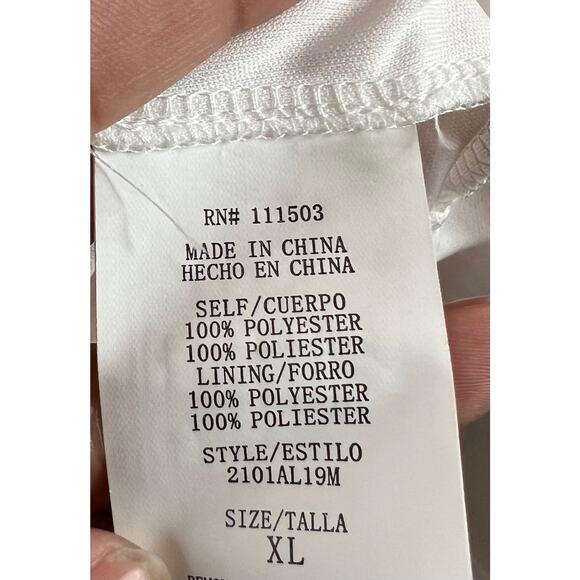 RN# 111503
MADE IN CHINA
HECHO EN CHINA
SELF/CUERPO
100% POLYESTER
100% POLIESTER
LINING/FORRO
100% POLYESTER
100% POLIESTER
STYLE/ESTILO
2101AL19M
SIZE/TALLA
XL